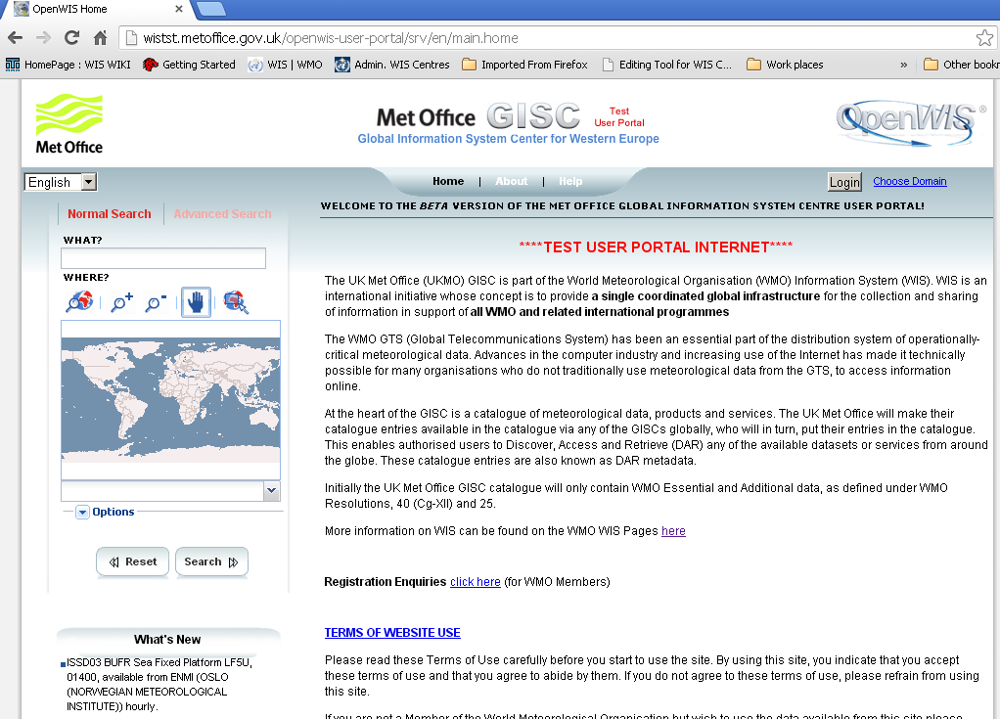 OpenWIS Home
wistst.metoffice.gov.uk/openwis-user-portal/srv/en/main.home
HomePage : WIS WIKI Getting Started WIS | WMO Admin. WIS Centres Imported From Firefox Editing Tool for WIS C... Work places » Other bookm
Met Office
Met Office GISC Test
User Portal
Global Information System Center for Western Europe
OpenWIS®
English
Home | About | Help
Login Choose Domain
Normal Search Advanced Search
WELCOME TO THE BETA VERSION OF THE MET OFFICE GLOBAL INFORMATION SYSTEM CENTRE USER PORTAL!
WHAT?
WHERE?
Options
Reset Search
What's New
ISSD03 BUFR Sea Fixed Platform LF5U,
01400, available from ENMI (OSLO
(NORWEGIAN METEOROLOGICAL
INSTITUTE)) hourly.
****TEST USER PORTAL INTERNET****
The UK Met Office (UKMO) GISC is part of the World Meteorological Organisation (WMO) Information System (WIS). WIS is an
international initiative whose concept is to provide a single coordinated global infrastructure for the collection and sharing
of information in support of all WMO and related international programmes
The WMO GTS (Global Telecommunications System) has been an essential part of the distribution system of operationally-
critical meteorological data. Advances in the computer industry and increasing use of the Internet has made it technically
possible for many organisations who do not traditionally use meteorological data from the GTS, to access information
online.
At the heart of the GISC is a catalogue of meteorological data, products and services. The UK Met Office will make their
catalogue entries available in the catalogue via any of the GISCs globally, who will in turn, put their entries in the catalogue.
This enables authorised users to Discover, Access and Retrieve (DAR) any of the available datasets or services from around
the globe. These catalogue entries are also known as DAR metadata.
Initially the UK Met Office GISC catalogue will only contain WMO Essential and Additional data, as defined under WMO
Resolutions, 40 (Cg-XII) and 25.
More information on WIS can be found on the WMO WIS Pages here
Registration Enquiries click here (for WMO Members)
TERMS OF WEBSITE USE
Please read these Terms of Use carefully before you start to use the site. By using this site, you indicate that you accept
these terms of use and that you agree to abide by them. If you do not agree to these terms of use, please refrain from using
this site.
If you are not a Member of the World Meteorological Organisation but wish to use the data available from this site please